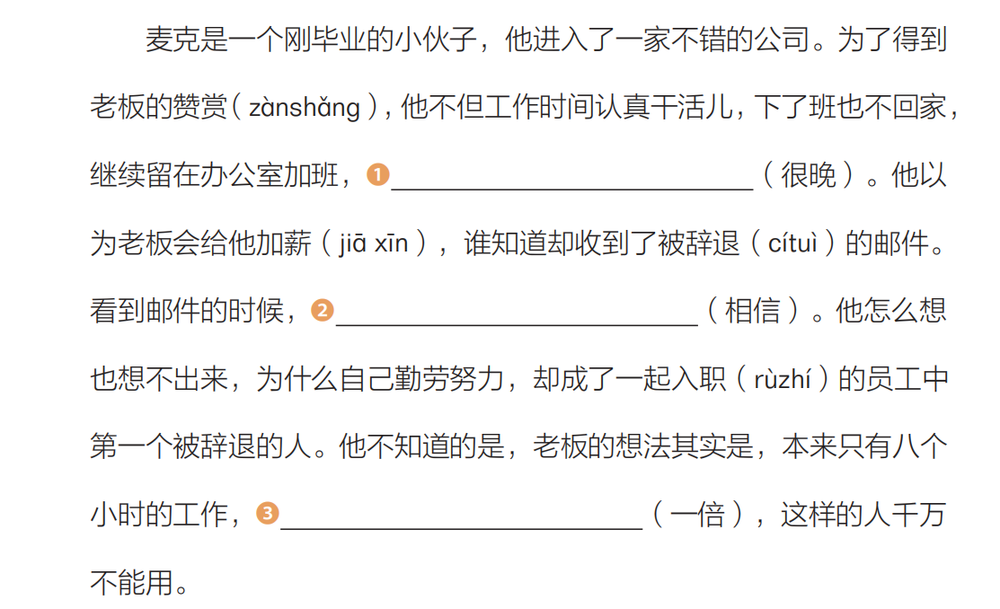 麦克是一个刚毕业的小伙子，他进入了一家不错的公司。为了得到
老板的赞赏（zànshǎng），他不但工作时间认真干活儿，下了班也不回家，
继续留在办公室加班，❶__________________________（很晚）。他以
为老板会给他加薪（jiā xīn），谁知道却收到了被辞退（cítuì）的邮件。
看到邮件的时候，❷__________________________（相信）。他怎么想
也想不出来，为什么自己勤劳努力，却成了一起入职（rùzhí）的员工中
第一个被辞退的人。他不知道的是，老板的想法其实是，本来只有八个
小时的工作，❸__________________________（一倍），这样的人千万
不能用。